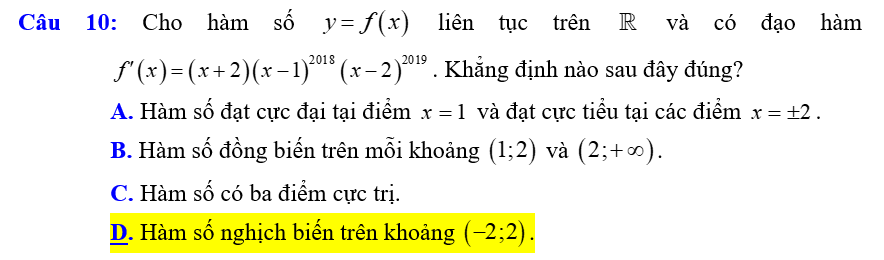 Câu 10: Cho hàm số y = f(x) liên tục trên ℝ và có đạo hàm
f'(x) = (x+2)(x−1)²⁰¹⁸(x−2)²⁰¹⁹. Khẳng định nào sau đây đúng?
A. Hàm số đạt cực đại tại điểm x = 1 và đạt cực tiểu tại các điểm x = ±2.
B. Hàm số đồng biến trên mỗi khoảng (1;2) và (2;+∞).
C. Hàm số có ba điểm cực trị.
D. Hàm số nghịch biến trên khoảng (−2;2).